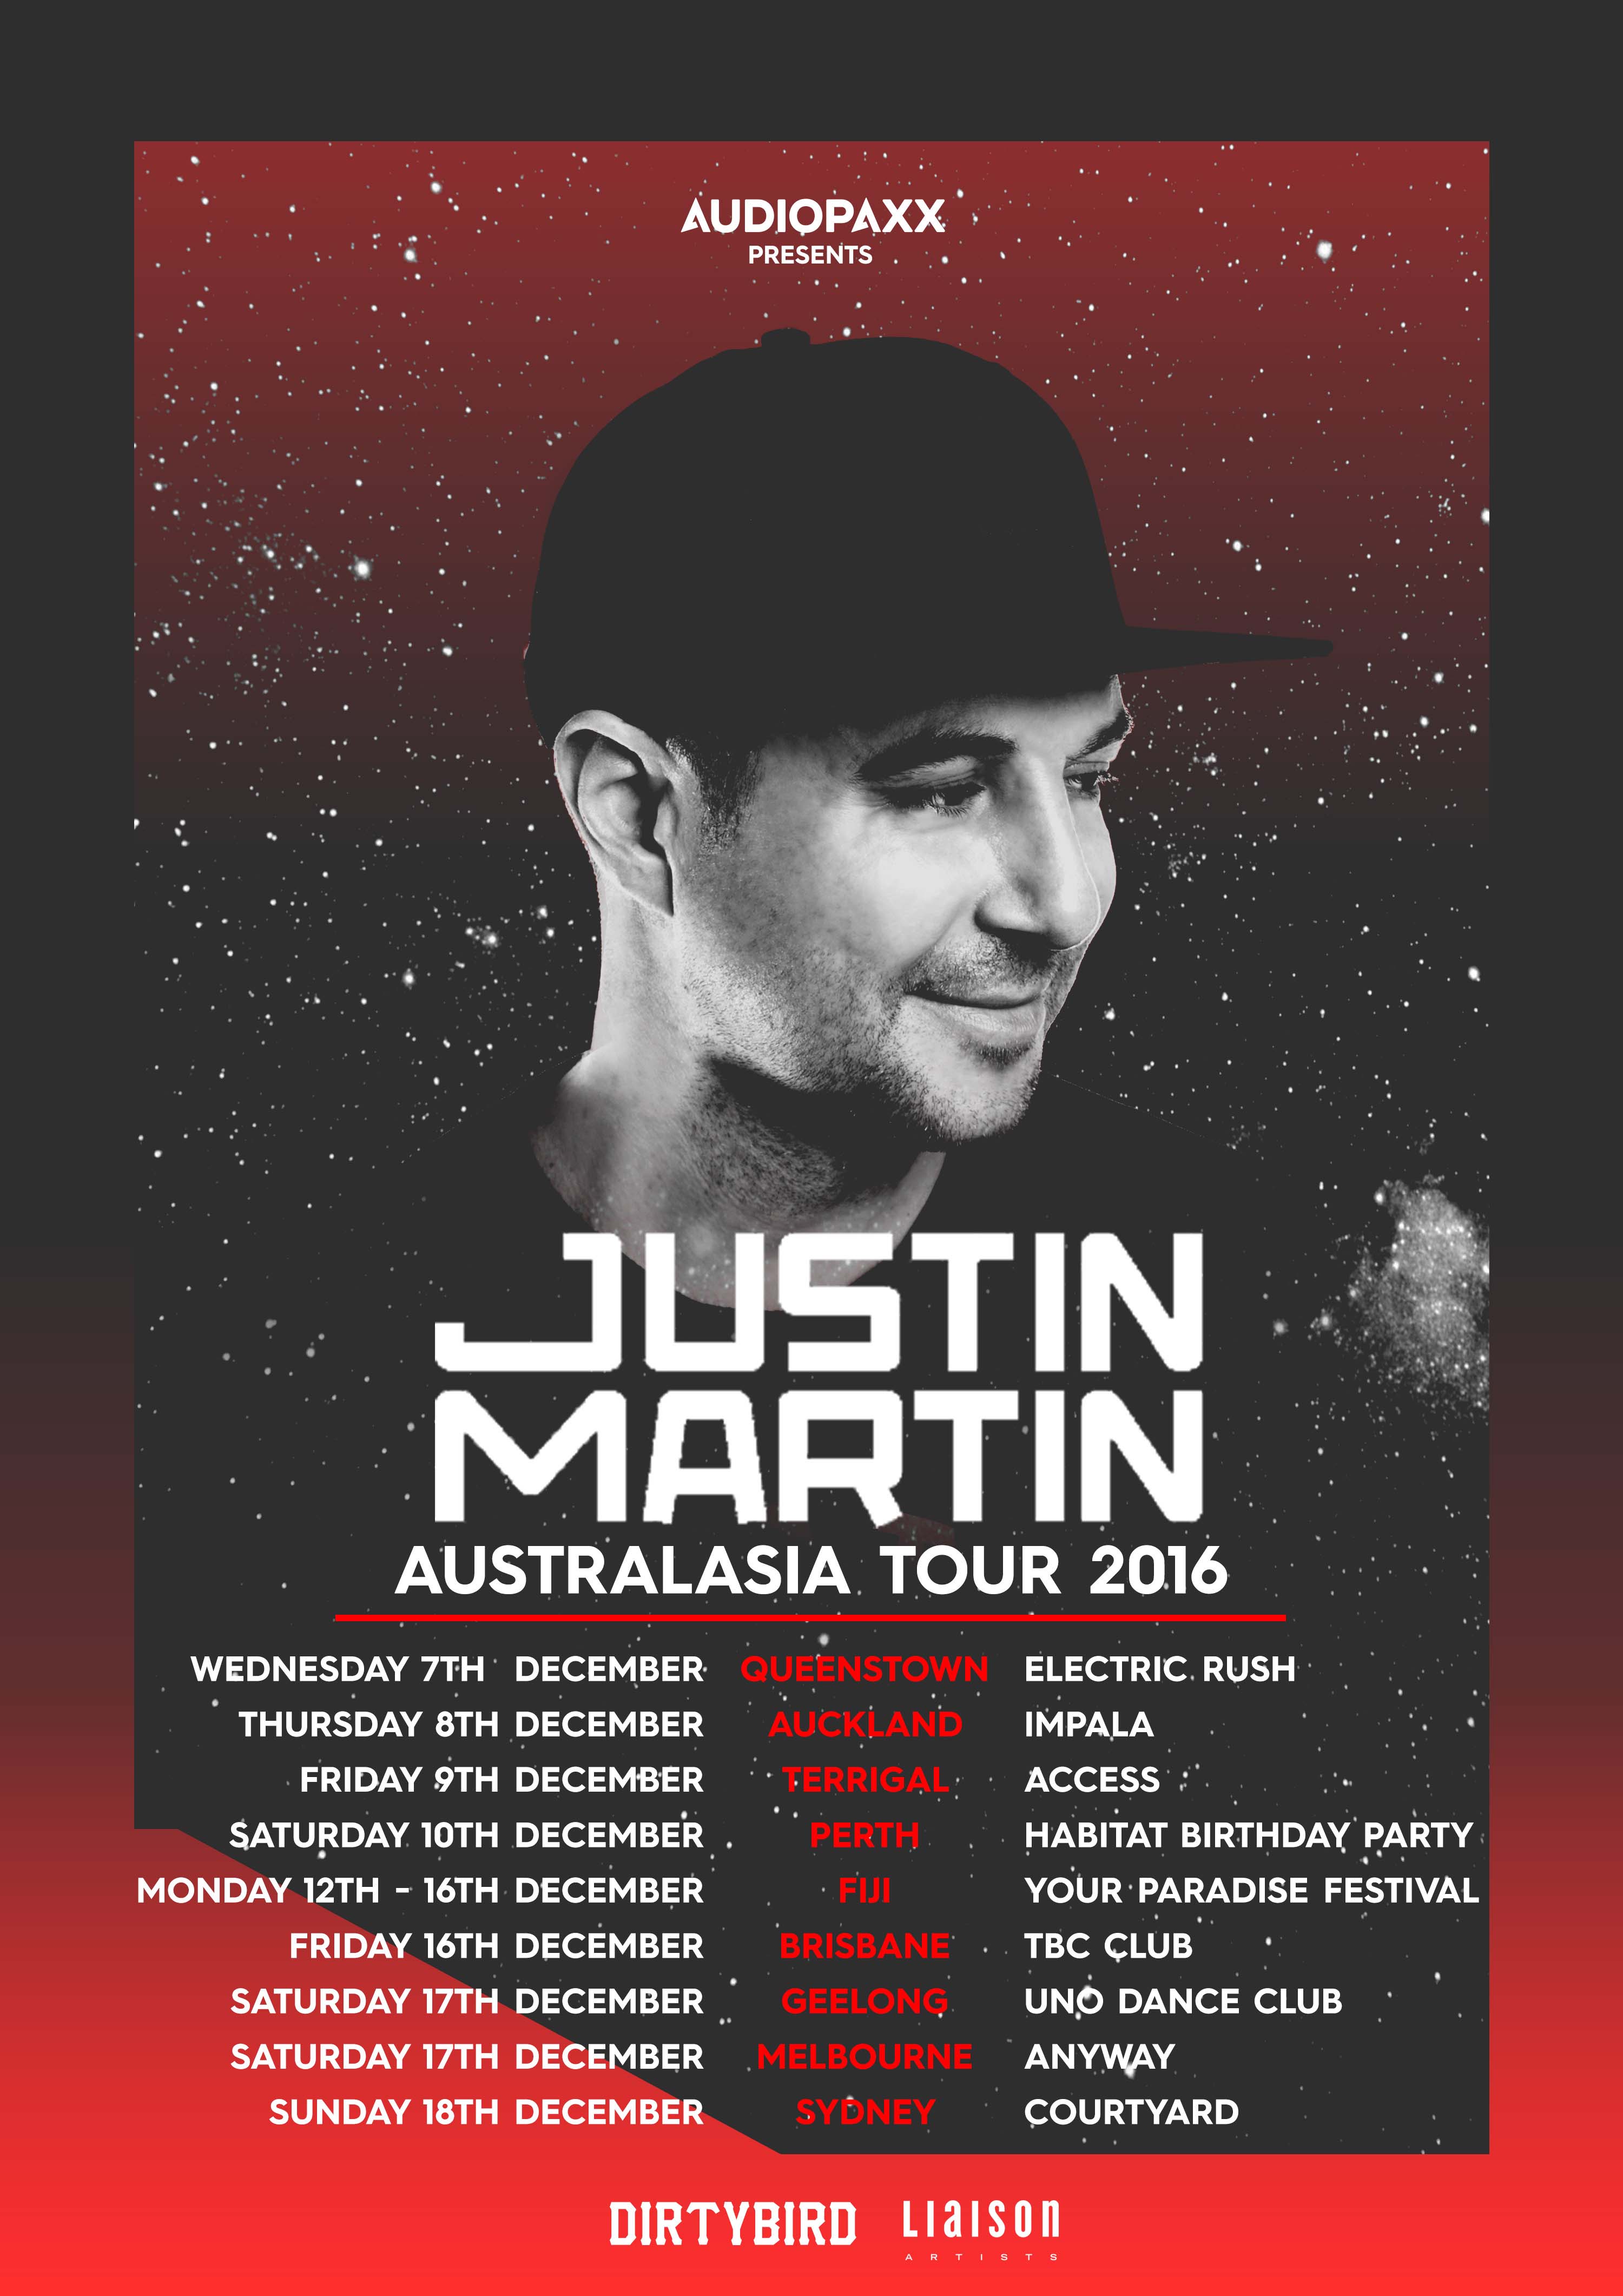 AUDIOPAXX
PRESENTS
JUSTIN
MARTIN
AUSTRALASIA TOUR 2016
WEDNESDAY 7TH DECEMBER QUEENSTOWN ELECTRIC RUSH
THURSDAY 8TH DECEMBER AUCKLAND IMPALA
FRIDAY 9TH DECEMBER TERRIGAL ACCESS
SATURDAY 10TH DECEMBER PERTH HABITAT BIRTHDAY PARTY
MONDAY 12TH - 16TH DECEMBER FIJI YOUR PARADISE FESTIVAL
FRIDAY 16TH DECEMBER BRISBANE TBC CLUB
SATURDAY 17TH DECEMBER GEELONG UNO DANCE CLUB
SATURDAY 17TH DECEMBER MELBOURNE ANYWAY
SUNDAY 18TH DECEMBER SYDNEY COURTYARD
DIRTYBIRD Liaison
ARTISTS